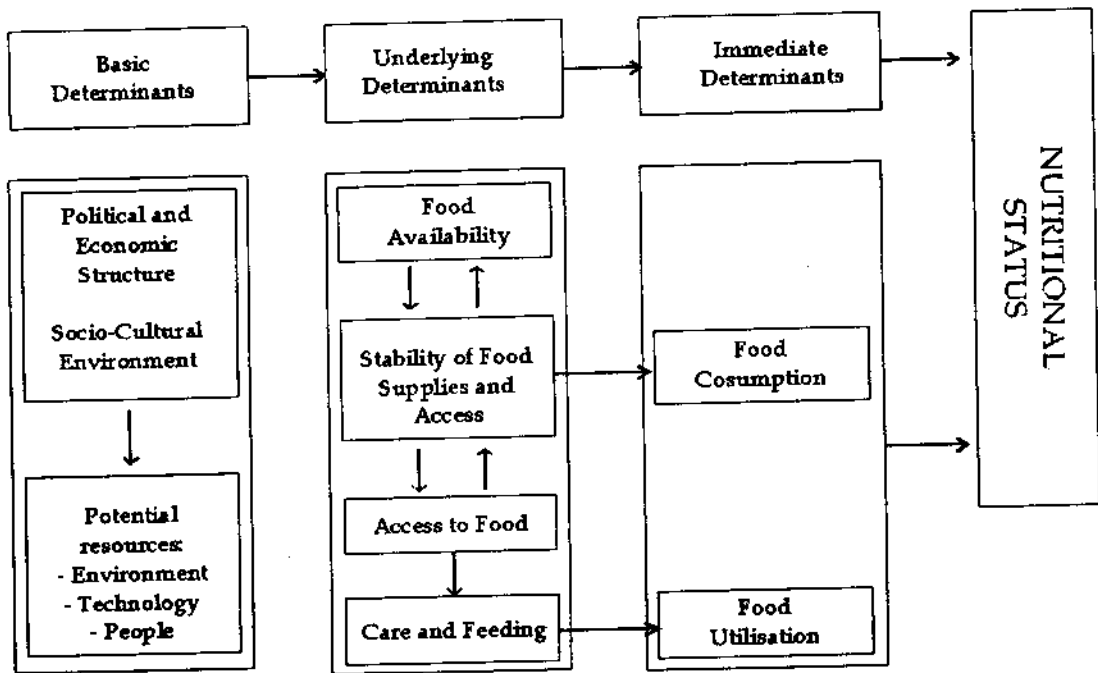 Basic
Determinants
Underlying
Determinants
Immediate
Determinants
NUTRITIONAL
STATUS
Political and
Economic
Structure
Socio-Cultural
Environment
Potential
resources:
- Environment
- Technology
- People
Food
Availability
Stability of Food
Supplies and
Access
Access to Food
Care and Feeding
Food
Cosumption
Food
Utilisation